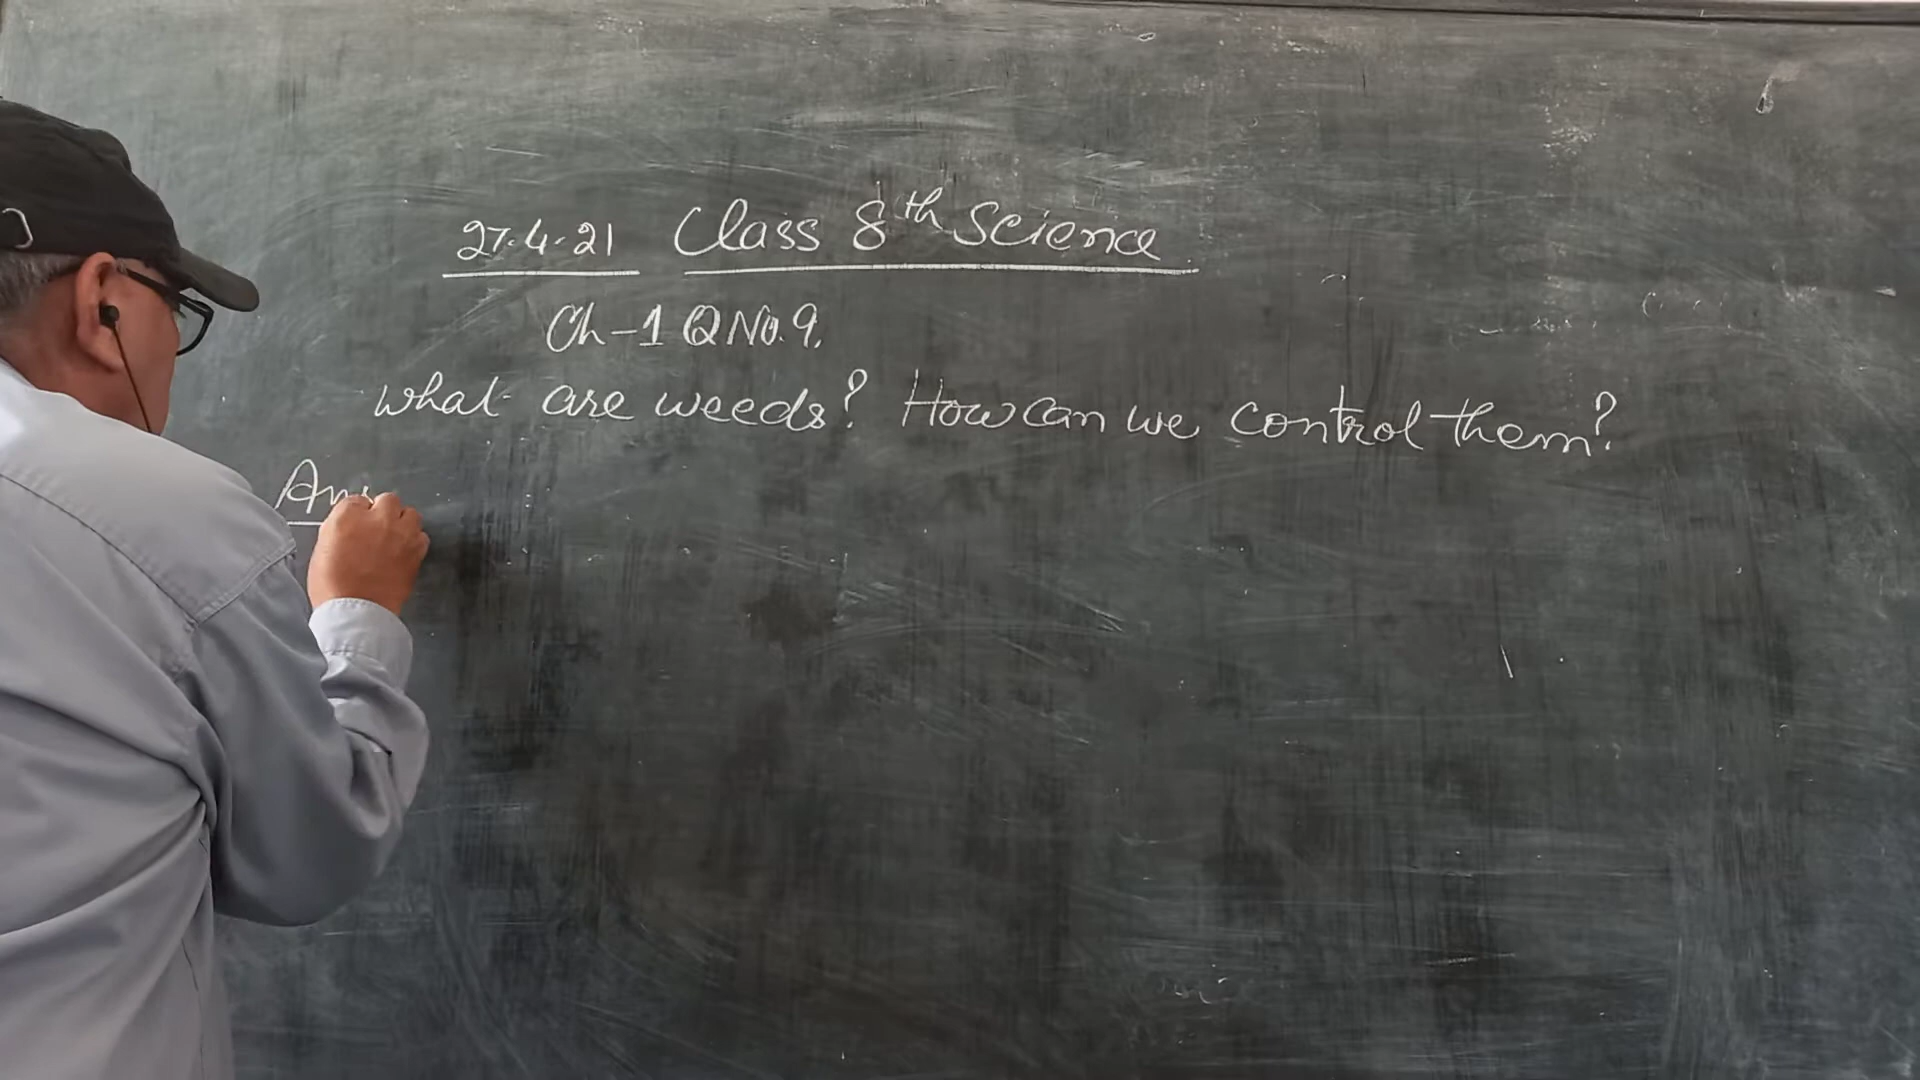 27.4.21 Class 8th Science
Ch-1 Q No. 9.
what are weeds? How can we control them?
Ans